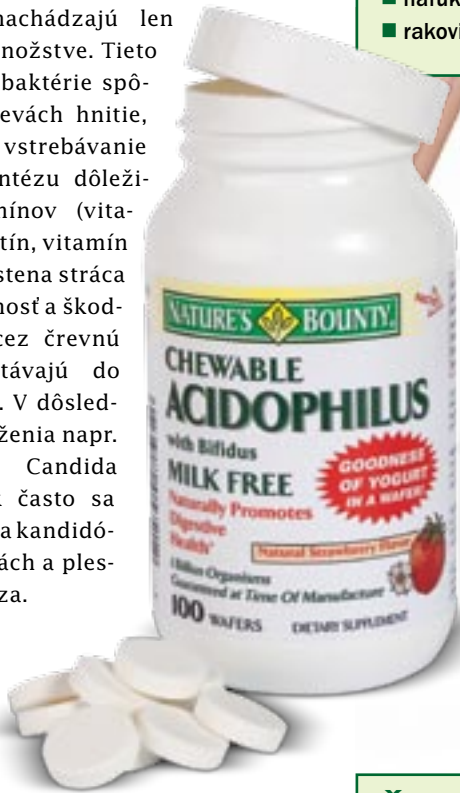 nachádzajú len
nožstve. Tieto
baktérie spô-
evách hnitie,
vstrebávanie
ntézu dôleži-
mínov (vita-
tín, vitamín
stena stráca
nosť a škod-
cez črevnú
távajú do
. V dôsled-
ženia napr.
Candida
často sa
a kandidó-
ách a ples-
za.
rakovi
NATURE'S BOUNTY
CHEWABLE
ACIDOPHILUS
with Bifidus
MILK FREE
Naturally Promotes
Digestive
Health
GOODNESS
OF YOGURT
IN A WAFER!
Natural Strawberry Flavor
1 Billion Organisms
Guaranteed at Time Of Manufacture
100 WAFERS
DIETARY SUPPLEMENT